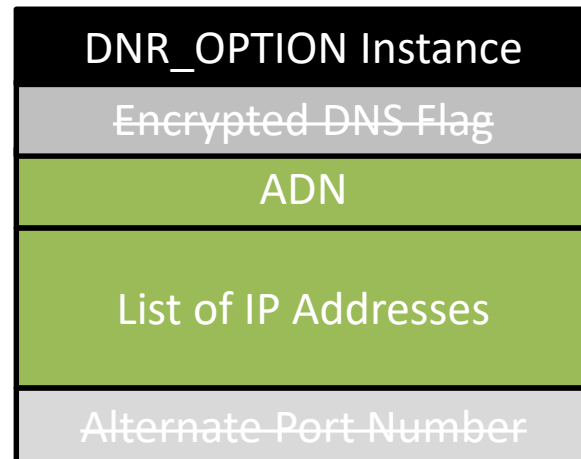 DNR_OPTION Instance
Encrypted DNS Flag
ADN
List of IP Addresses
Alternate Port Number